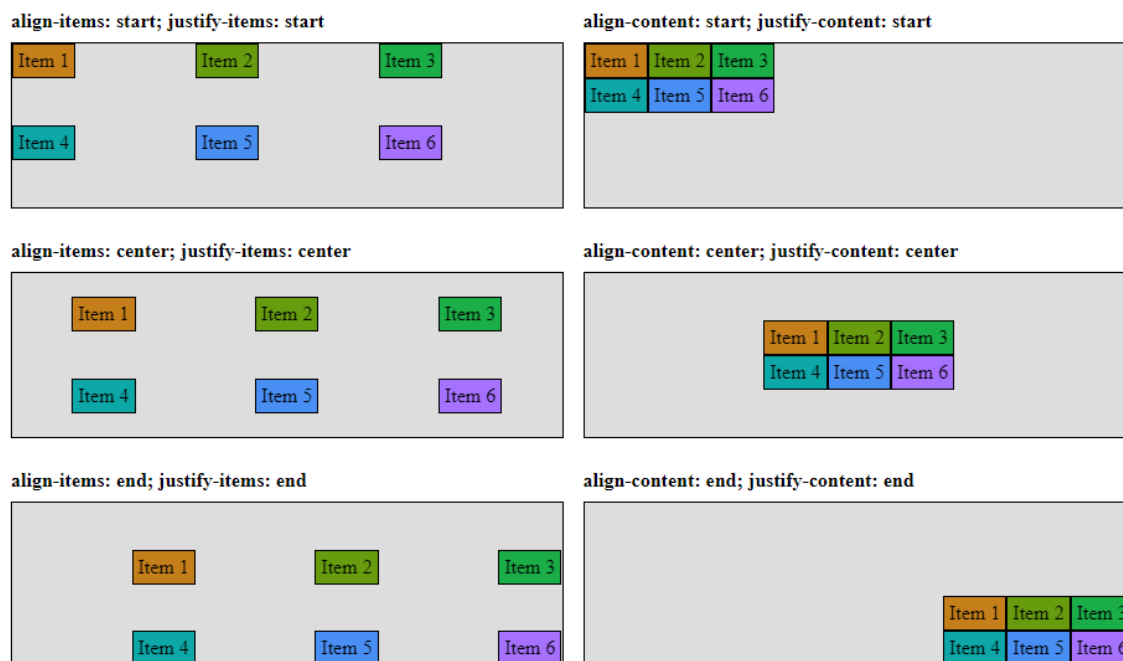 align-items: start; justify-items: start
Item 1 Item 2 Item 3
Item 4 Item 5 Item 6
align-content: start; justify-content: start
Item 1 Item 2 Item 3
Item 4 Item 5 Item 6
align-items: center; justify-items: center
Item 1 Item 2 Item 3
Item 4 Item 5 Item 6
align-content: center; justify-content: center
Item 1 Item 2 Item 3
Item 4 Item 5 Item 6
align-items: end; justify-items: end
Item 1 Item 2 Item 3
Item 4 Item 5 Item 6
align-content: end; justify-content: end
Item 1 Item 2 Item 3
Item 4 Item 5 Item 6